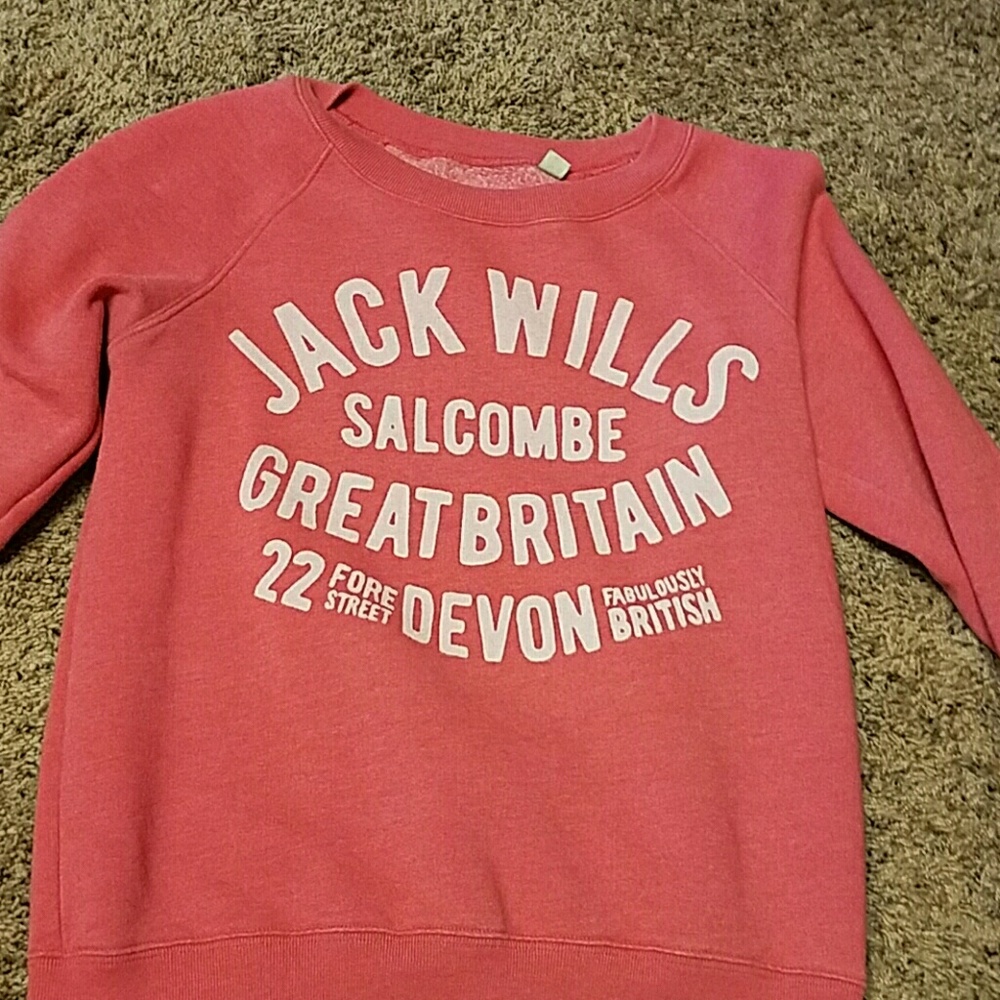 JACK WILLS
SALCOMBE
GREAT BRITAIN
22 FORE STREET DEVON FABULOUSLY BRITISH